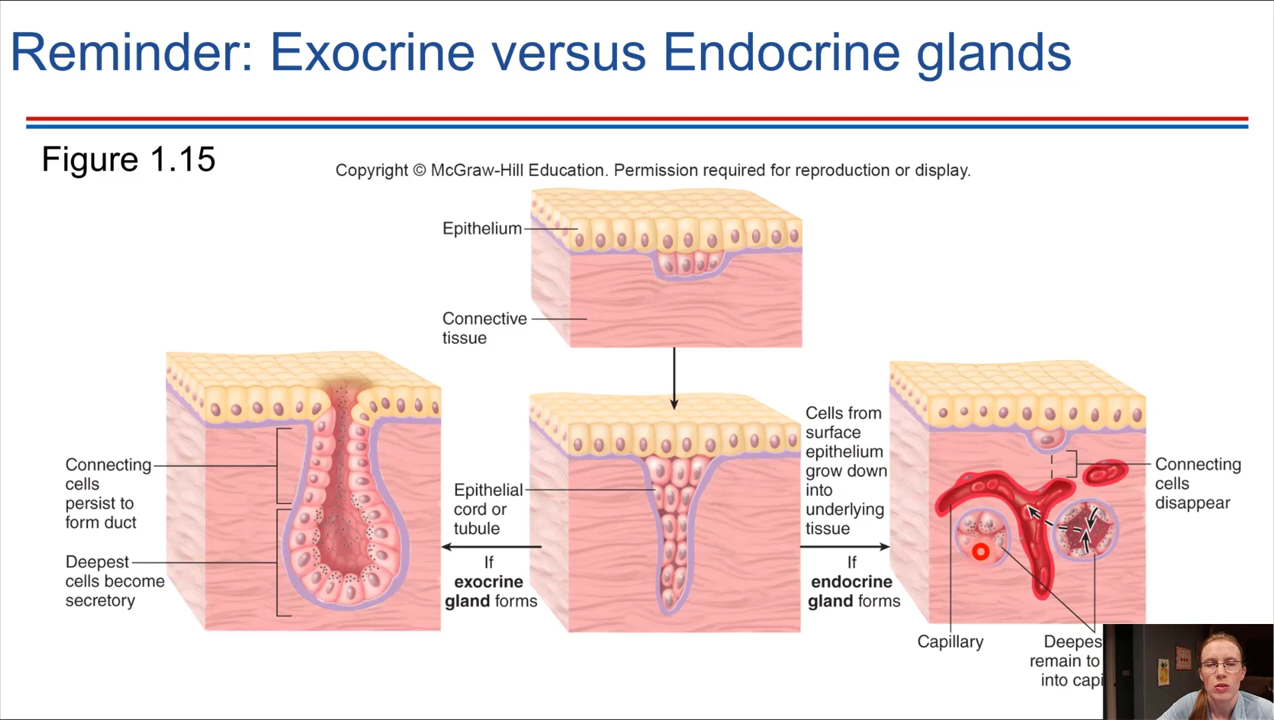 Reminder: Exocrine versus Endocrine glands
Figure 1.15
Copyright © McGraw-Hill Education. Permission required for reproduction or display.
Epithelium
Connective
tissue
Connecting
cells
persist to
form duct
Deepest
cells become
secretory
Epithelial
cord or
tubule
If
exocrine
gland forms
Cells from
surface
epithelium
grow down
into
underlying
tissue
If
endocrine
gland forms
Connecting
cells
disappear
Capillary
Deepes
remain to
into capi